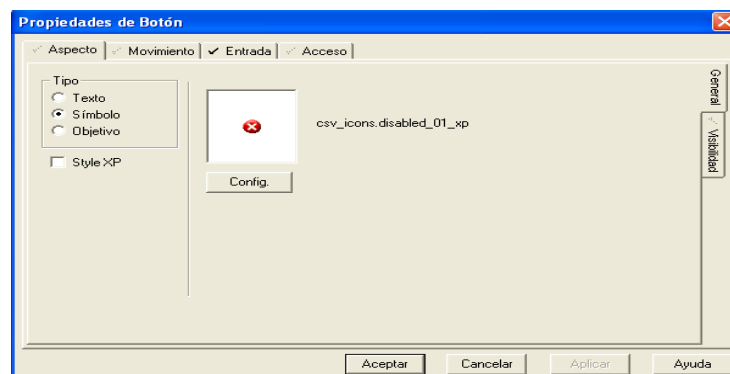 Propiedades de Botón
Aspecto Movimiento Entrada Acceso
Tipo
Texto
Símbolo
Objetivo
Style XP
csv_icons.disabled_01_xp
Config.
General
Visibilidad
Aceptar Cancelar Aplicar Ayuda